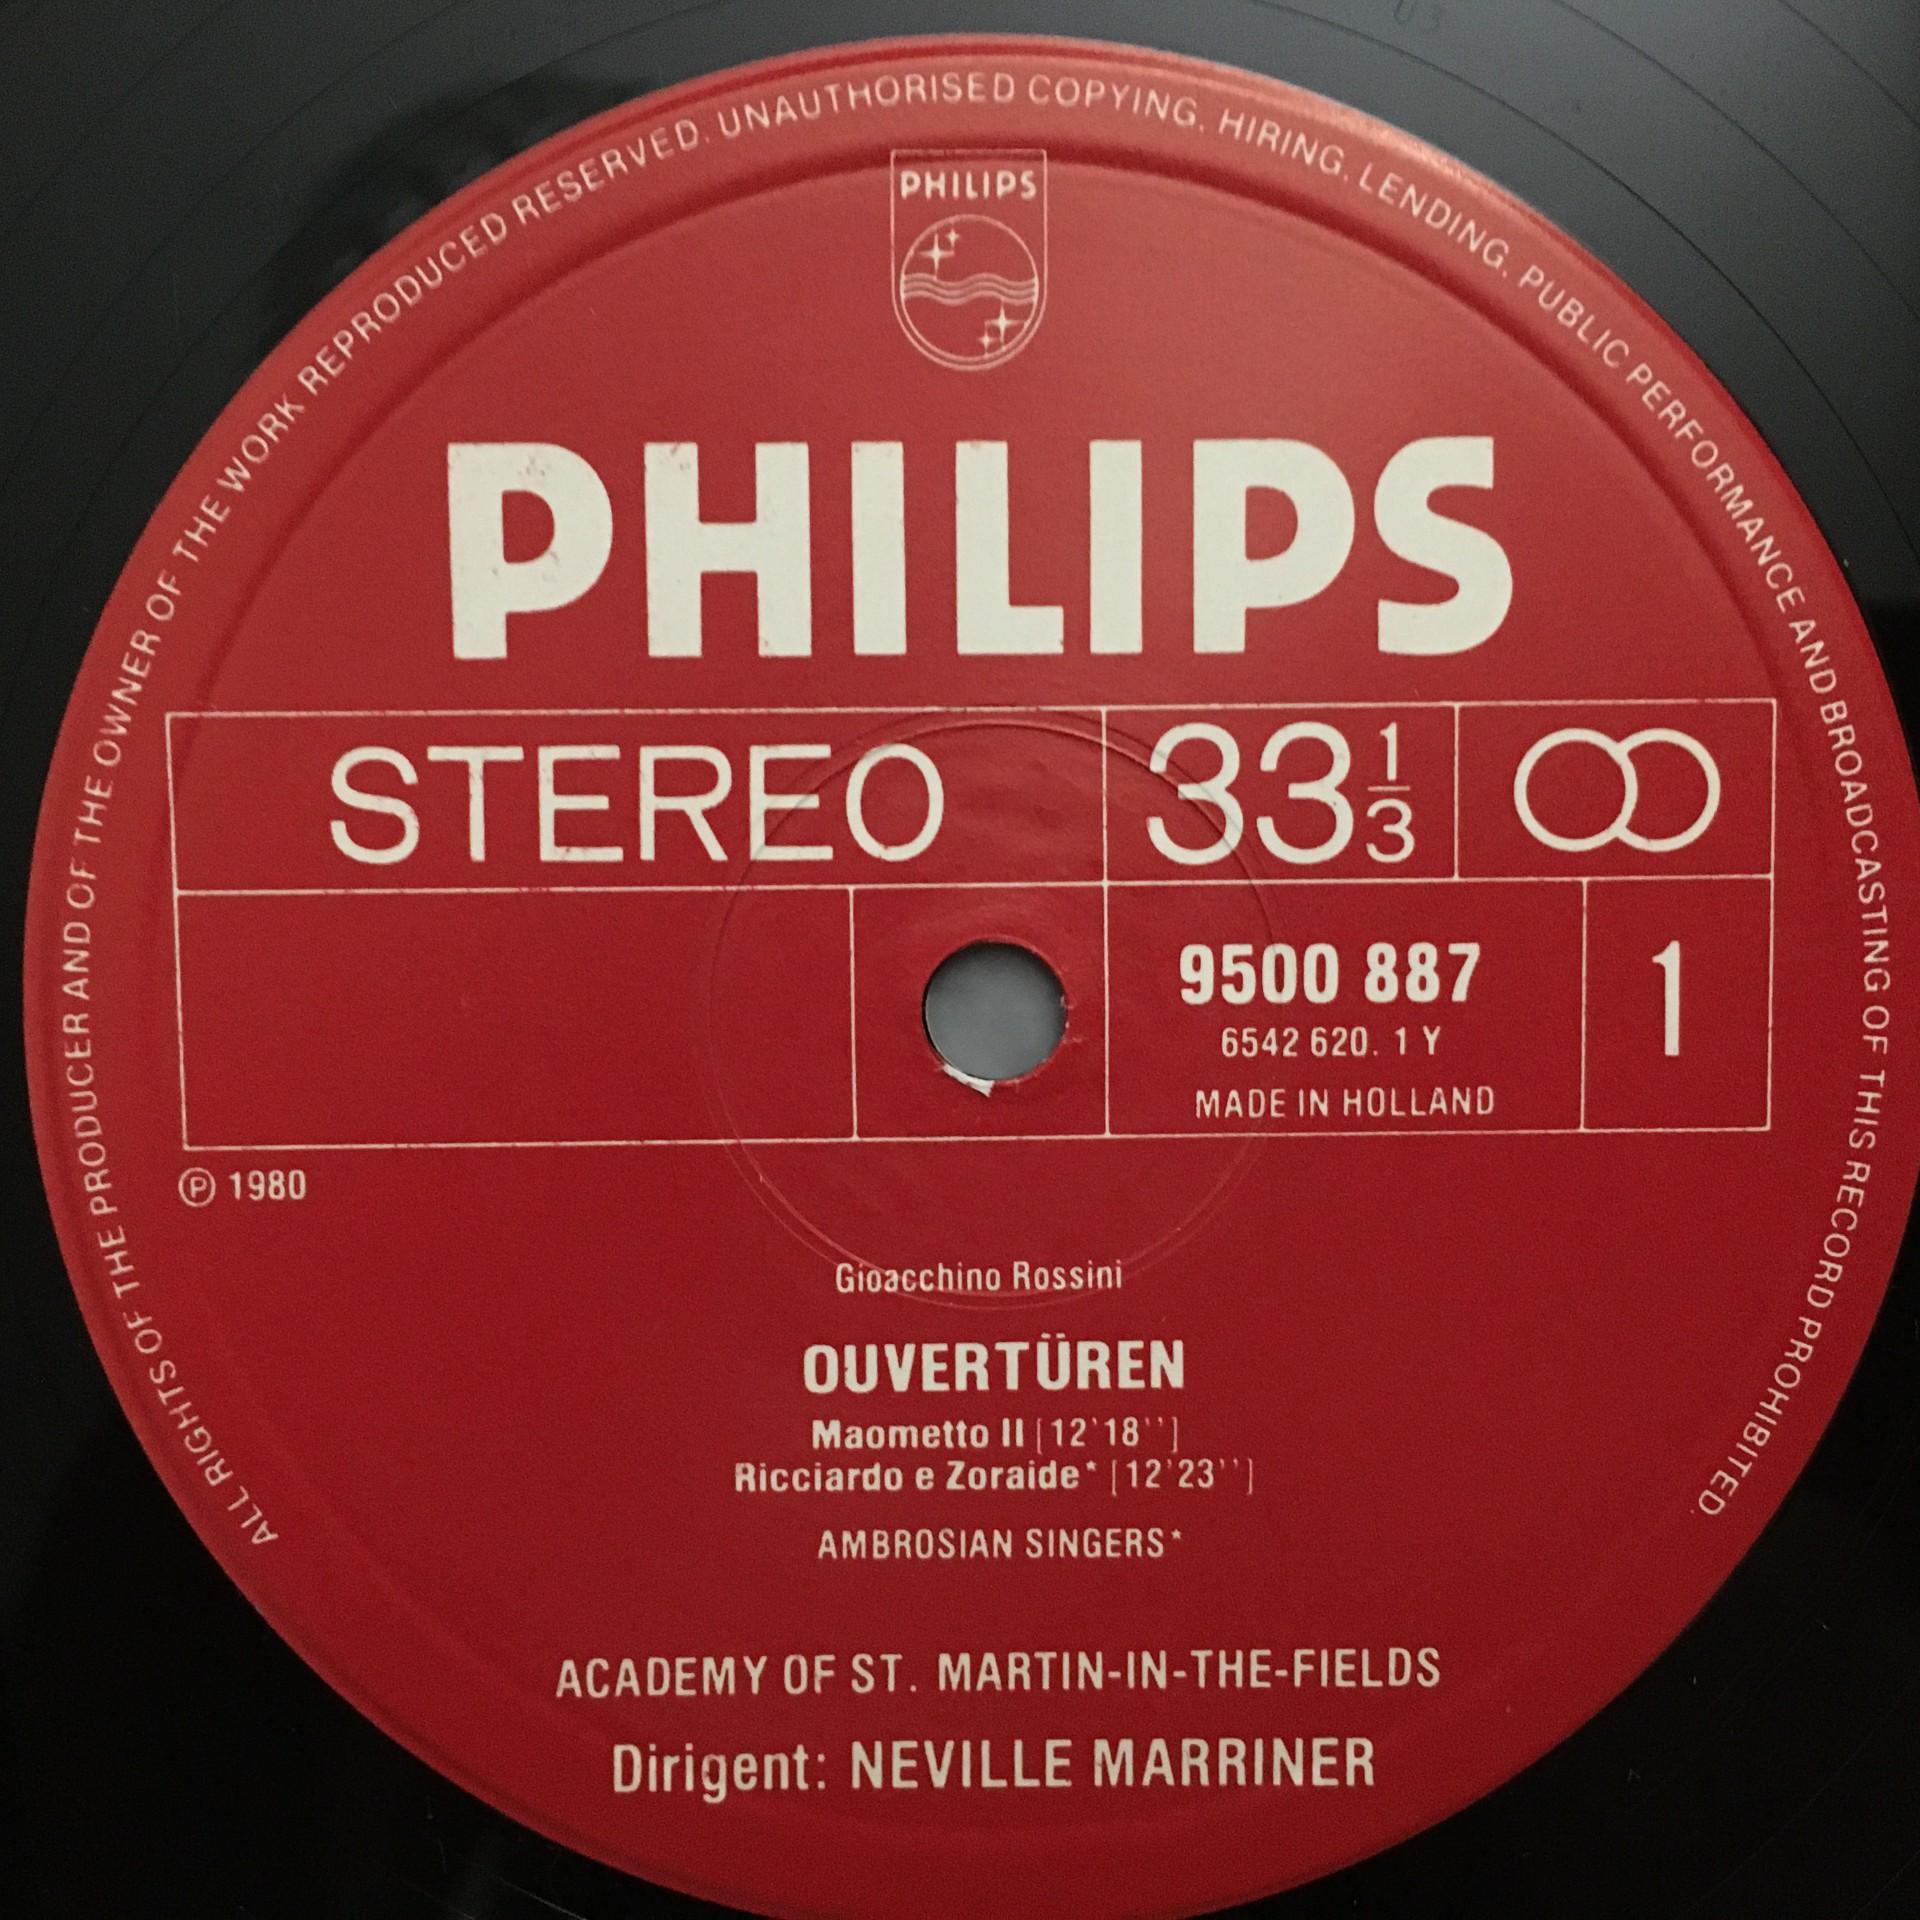 ALL RIGHTS OF THE PRODUCER AND OF THE OWNER OF THE WORK REPRODUCED RESERVED. UNAUTHORISED COPYING, HIRING, LENDING, PUBLIC PERFORMANCE AND BROADCASTING OF THIS RECORD PROHIBITED.
PHILIPS
PHILIPS
STEREO 33 1/3
9500 887 1
6542 620. 1 Y
MADE IN HOLLAND
Ⓟ 1980
Gioacchino Rossini
OUVERTÜREN
Maometto II [12'18'']
Ricciardo e Zoraide* [12'23'']
AMBROSIAN SINGERS*
ACADEMY OF ST. MARTIN-IN-THE-FIELDS
Dirigent: NEVILLE MARRINER